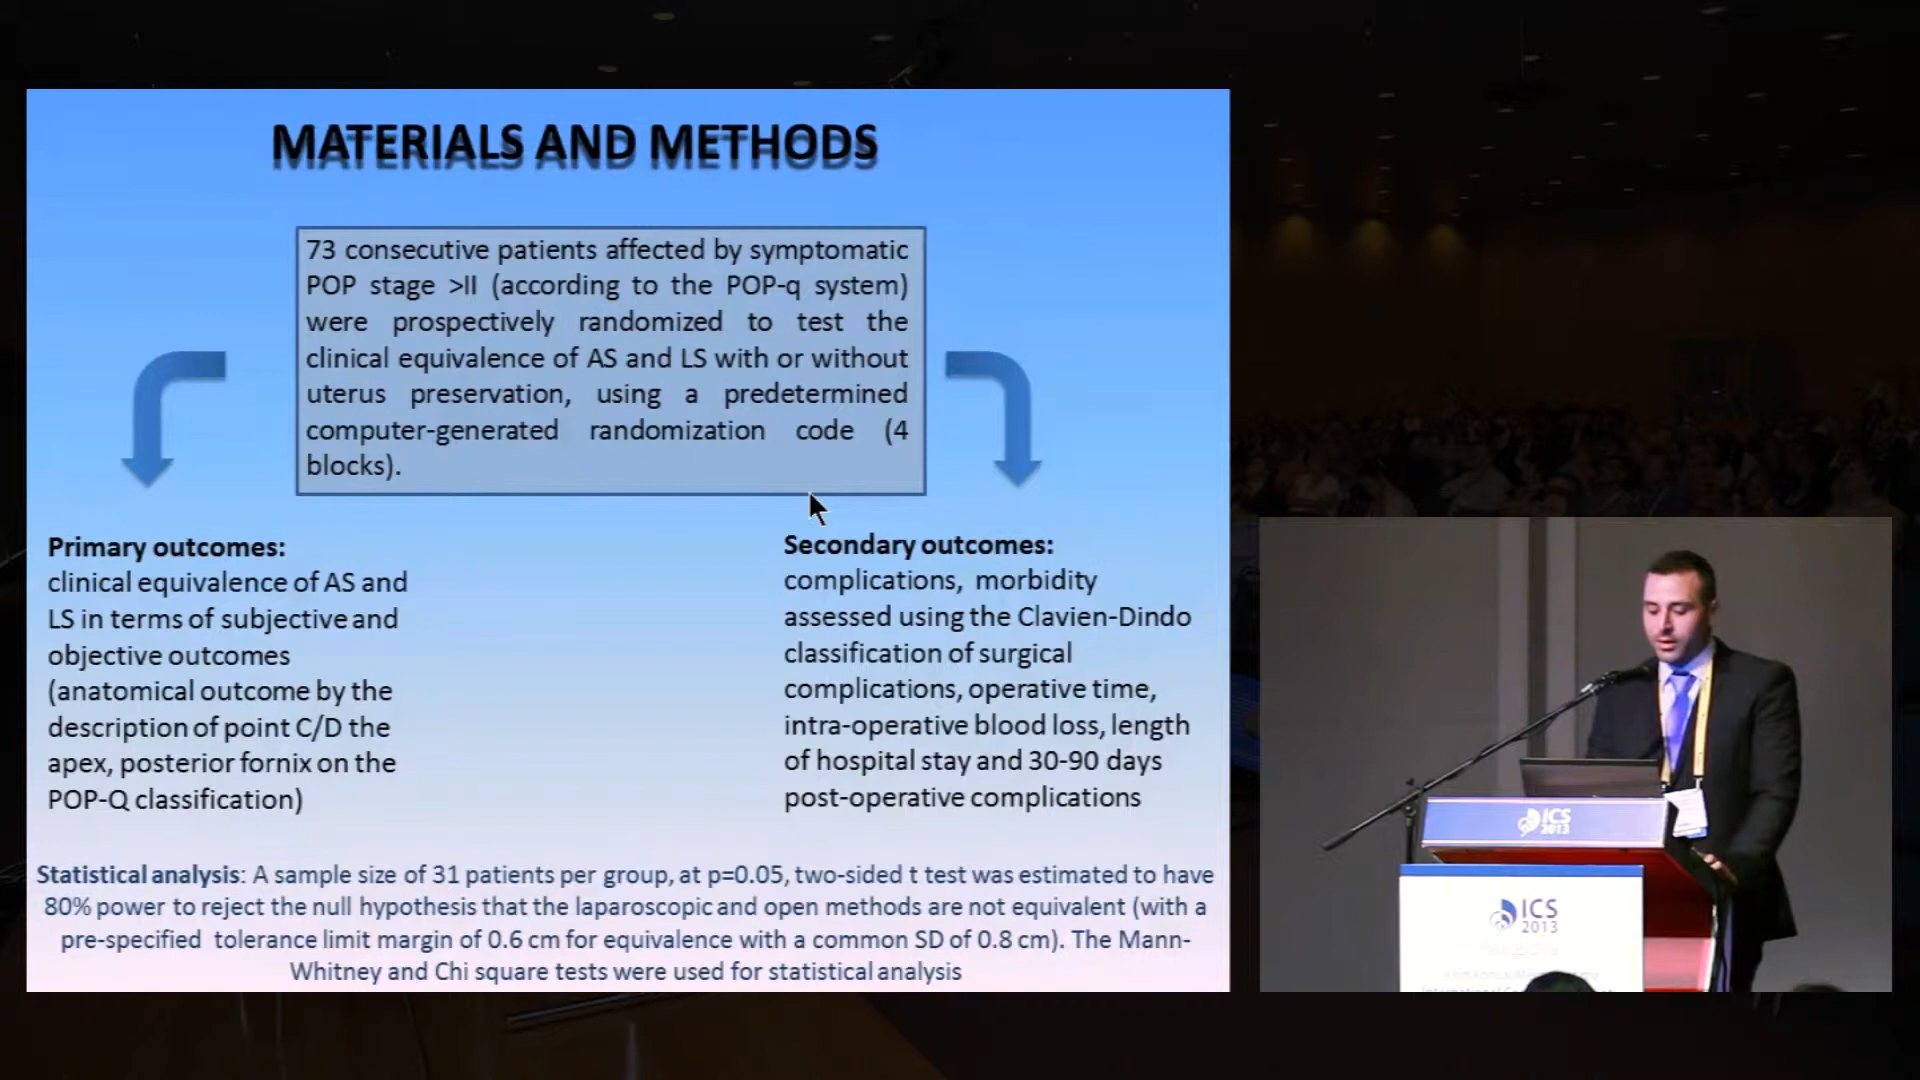 MATERIALS AND METHODS
73 consecutive patients affected by symptomatic
POP stage >II (according to the POP-q system)
were prospectively randomized to test the
clinical equivalence of AS and LS with or without
uterus preservation, using a predetermined
computer-generated randomization code (4
blocks).
Primary outcomes:
clinical equivalence of AS and
LS in terms of subjective and
objective outcomes
(anatomical outcome by the
description of point C/D the
apex, posterior fornix on the
POP-Q classification)
Secondary outcomes:
complications, morbidity
assessed using the Clavien-Dindo
classification of surgical
complications, operative time,
intra-operative blood loss, length
of hospital stay and 30-90 days
post-operative complications
Statistical analysis: A sample size of 31 patients per group, at p=0.05, two-sided t test was estimated to have
80% power to reject the null hypothesis that the laparoscopic and open methods are not equivalent (with a
pre-specified tolerance limit margin of 0.6 cm for equivalence with a common SD of 0.8 cm). The Mann-
Whitney and Chi square tests were used for statistical analysis
ICS
2013
ICS
2013